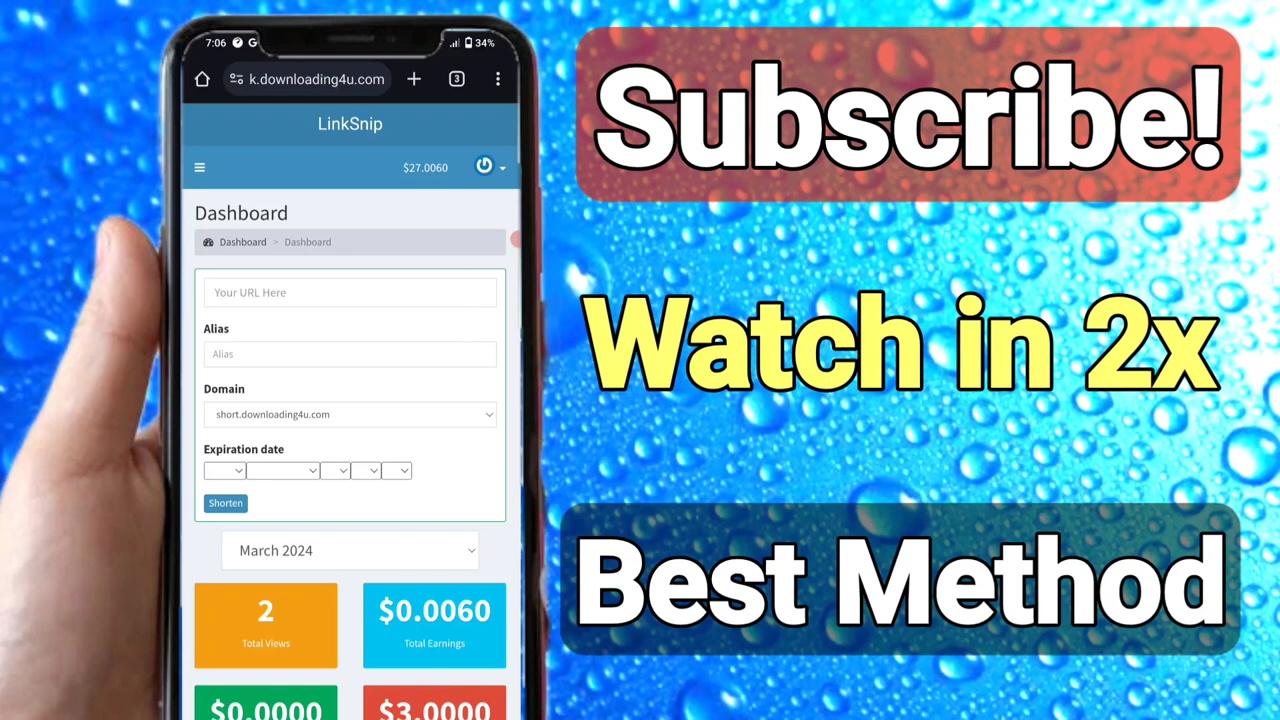 7:06 G 34%
k.downloading4u.com 3
LinkSnip
$27.0060
Dashboard
Dashboard > Dashboard
Your URL Here
Alias
Alias
Domain
short.downloading4u.com
Expiration date
Shorten
March 2024
2
Total Views
$0.0060
Total Earnings
$0.0000
$3.0000
Subscribe!
Watch in 2x
Best Method